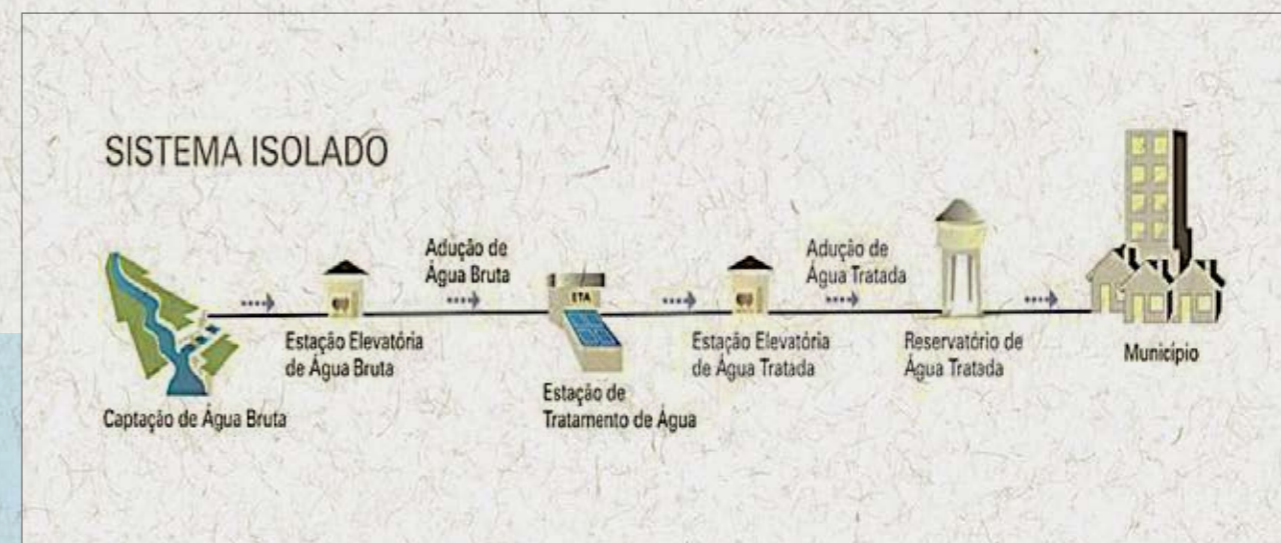 SISTEMA ISOLADO
Adução de
Água Bruta
Adução de
Água Tratada
ETA
Estação Elevatória
de Água Bruta
Estação Elevatória
de Água Tratada
Reservatório de
Água Tratada
Município
Estação de
Tratamento de Água
Captação de Água Bruta